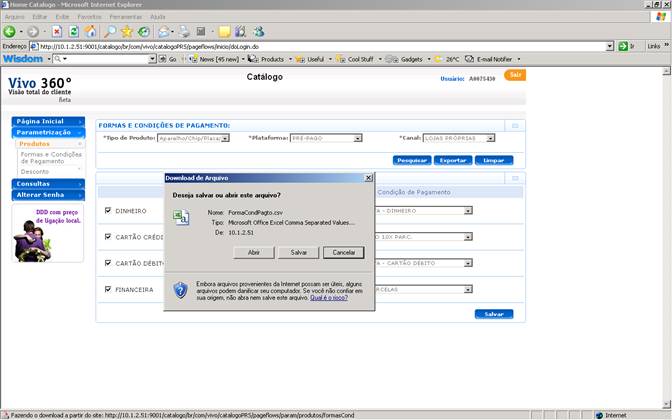 Home Catalogo - Microsoft Internet Explorer
Arquivo Editar Exibir Favoritos Ferramentas Ajuda
Endereço http://10.1.2.51:9001/catalogo/br/com/vivo/catalogoPRS/pageflows/inicio/doLogin.do Ir Links »
Wisdom Go News [45 new] Products Useful Cool Stuff Gadgets 26°C E-mail Notifier
Vivo 360°
Visão total do cliente
Beta
Catálogo
Usuário: A0075430
Sair
Página Inicial
Parametrização
Produtos
Formas e Condições de Pagamento
Desconto
Consultas
Alterar Senha
DDD com preço
de ligação local.
FORMAS E CONDIÇÕES DE PAGAMENTO:
*Tipo de Produto: Aparelho/Chip/Placa/ *Plataforma: PRÉ-PAGO *Canal: LOJAS PRÓPRIAS
Pesquisar Exportar Limpar
Condição de Pagamento
DINHEIRO A - DINHEIRO
CARTÃO CRÉDI O 10X PARC.
CARTÃO DÉBITO A - CARTÃO DÉBITO
FINANCEIRA RCELAS
Salvar
Download de Arquivo
Deseja salvar ou abrir este arquivo?
Nome: FormaCondPagto.csv
Tipo: Microsoft Office Excel Comma Separated Values...
De: 10.1.2.51
Abrir Salvar Cancelar
Embora arquivos provenientes da Internet possam ser úteis, alguns
arquivos podem danificar seu computador. Se você não confiar em
sua origem, não abra nem salve este arquivo. Qual é o risco?
Fazendo o download a partir do site: http://10.1.2.51:9001/catalogo/br/com/vivo/catalogoPRS/pageflows/param/produtos/formasCond Internet